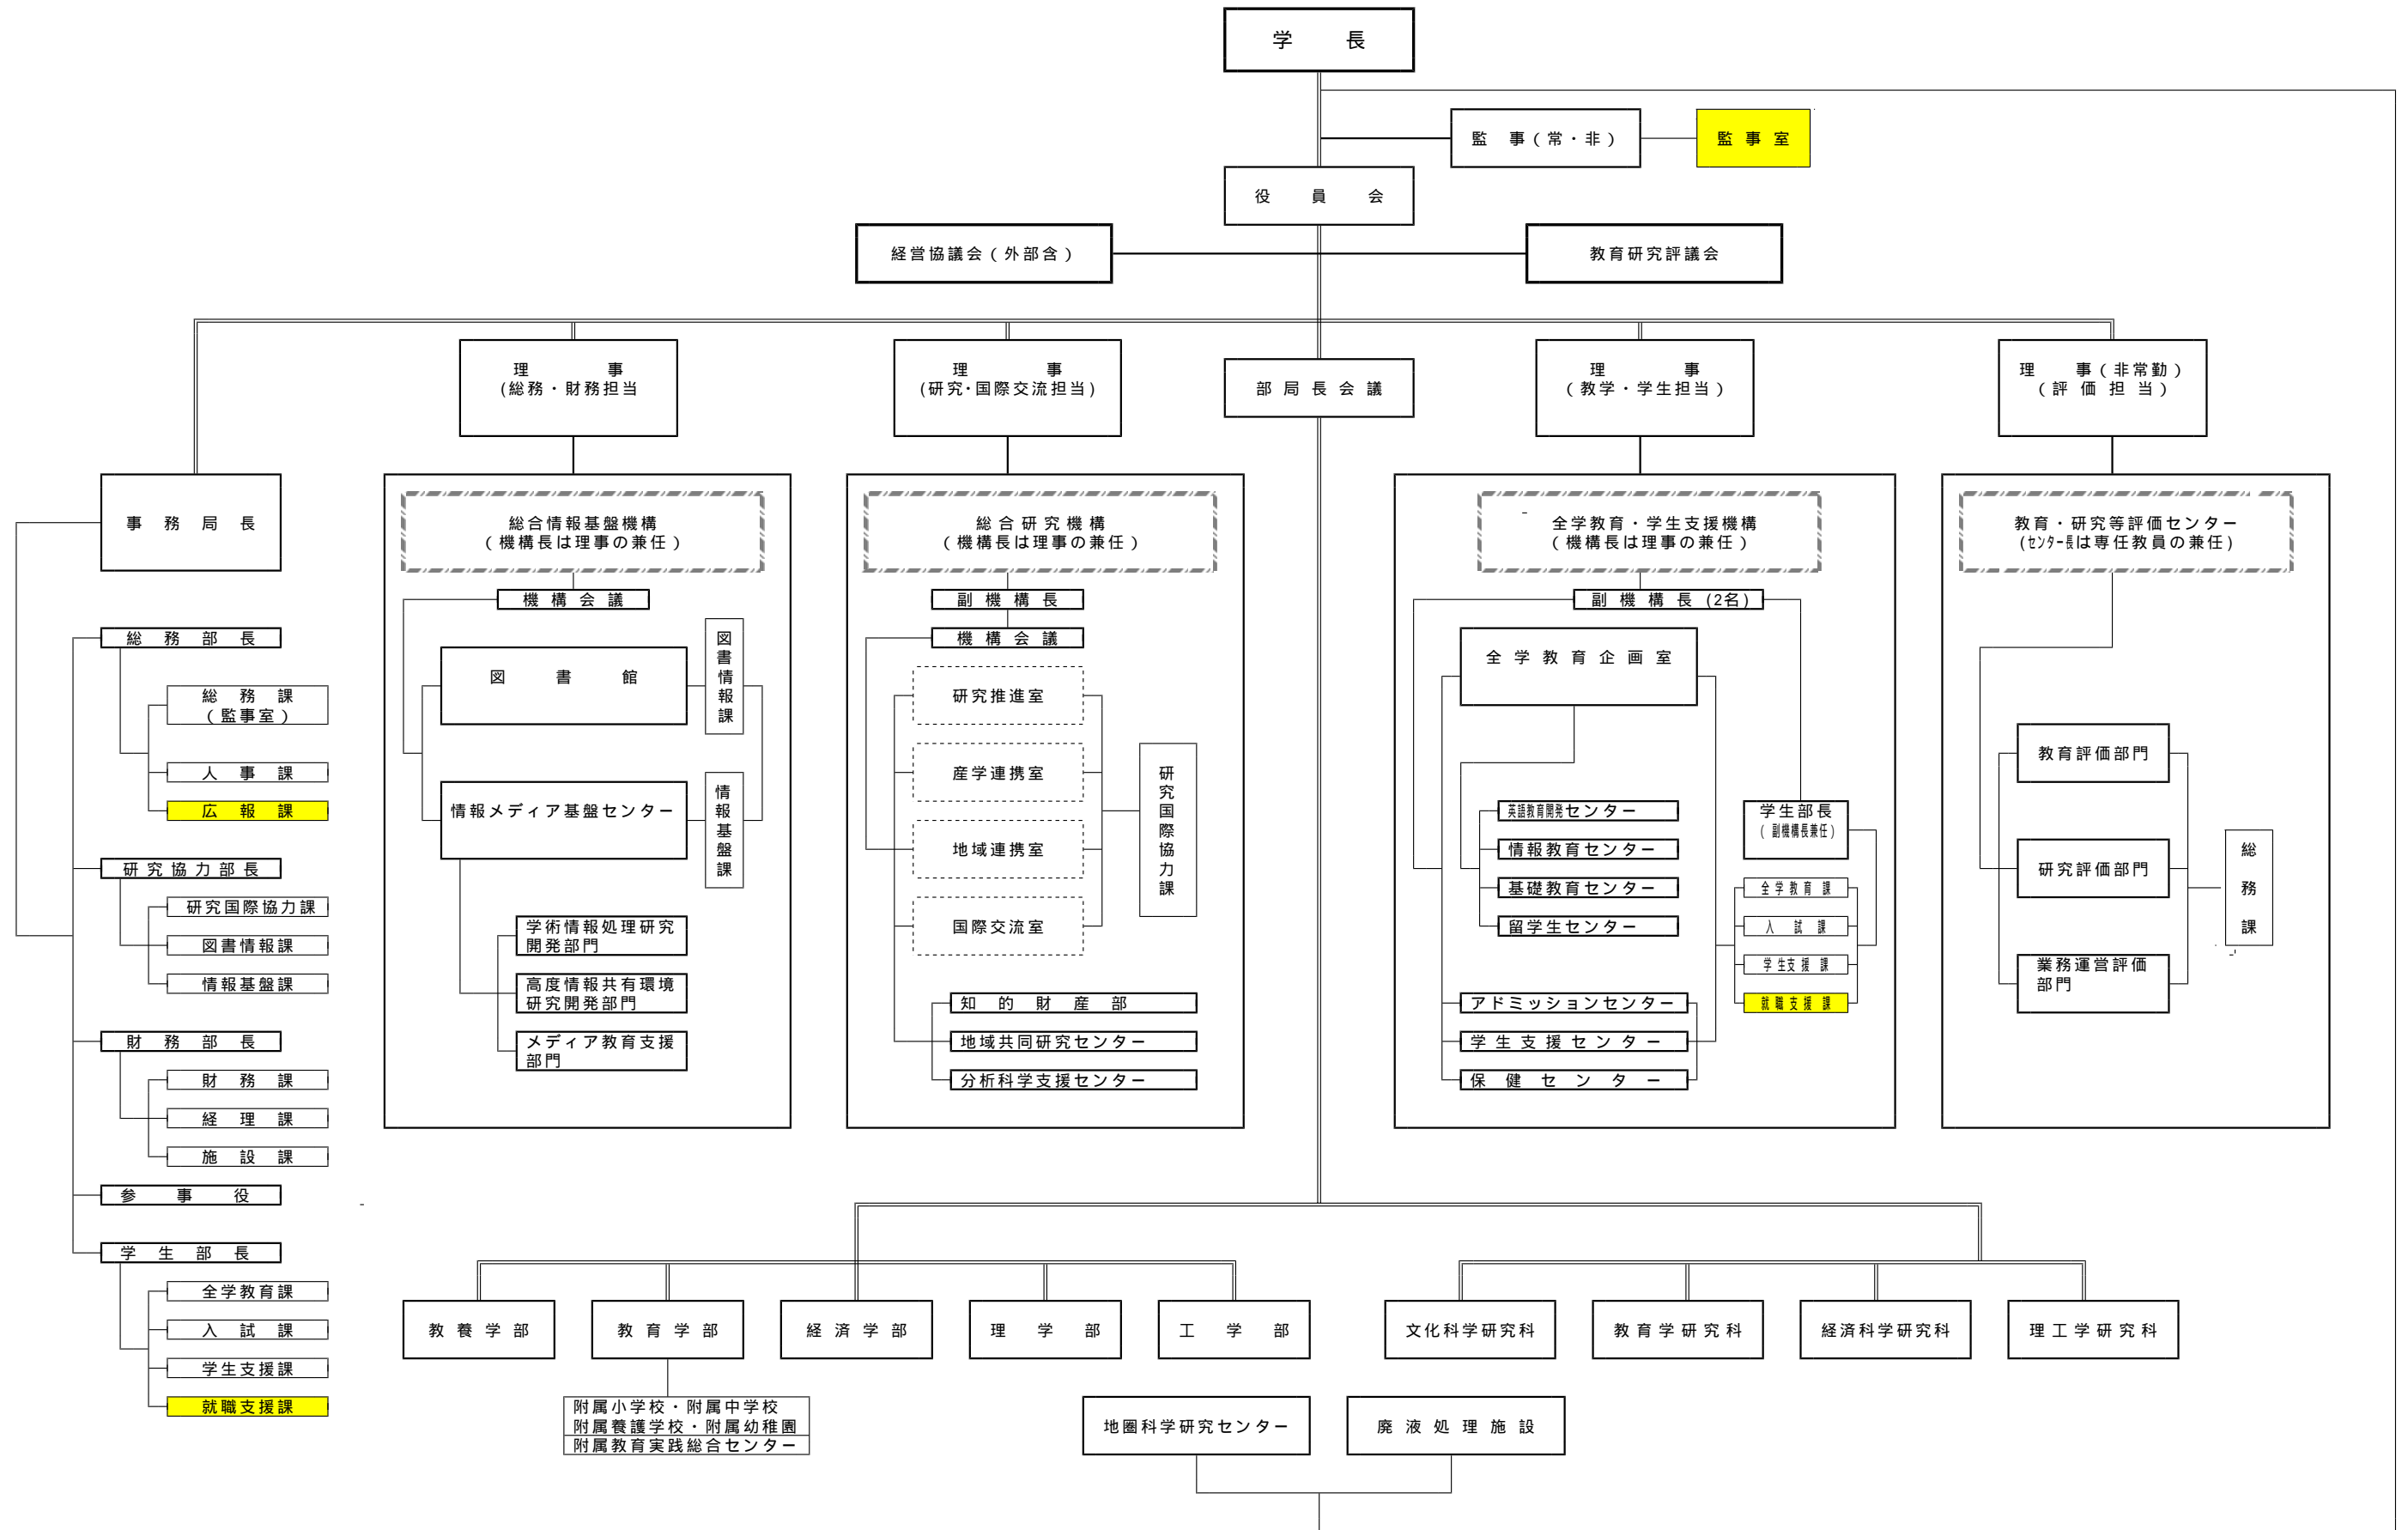 学長
監 事(常・非)
監事室
役員会
経営協議会(外部含)
教育研究評議会
理事
(総務・財務担当
理事
(研究・国際交流担当)
部局長会議
理事
(教学・学生担当)
理 事(非常勤)
(評価担当)
事務局長
総合情報基盤機構
(機構長は理事の兼任)
機構会議
図書館
図書情報課
情報メディア基盤センター
情報基盤課
学術情報処理研究
開発部門
高度情報共有環境
研究開発部門
メディア教育支援
部門
総合研究機構
(機構長は理事の兼任)
副機構長
機構会議
研究推進室
産学連携室
地域連携室
国際交流室
研究国際協力課
知的財産部
地域共同研究センター
分析科学支援センター
全学教育・学生支援機構
(機構長は理事の兼任)
副機構長(2名)
全学教育企画室
英語教育開発センター
情報教育センター
基礎教育センター
留学生センター
学生部長
(副機構長兼任)
全学教育課
入試課
学生支援課
就職支援課
アドミッションセンター
学生支援センター
保健センター
教育・研究等評価センター
(センター長は専任教員の兼任)
教育評価部門
研究評価部門
業務運営評価
部門
総務課
総務部長
総務課
(監事室)
人事課
広報課
研究協力部長
研究国際協力課
図書情報課
情報基盤課
財務部長
財務課
経理課
施設課
参事役
学生部長
全学教育課
入試課
学生支援課
就職支援課
教養学部
教育学部
経済学部
理学部
工学部
文化科学研究科
教育学研究科
経済科学研究科
理工学研究科
附属小学校・附属中学校
附属養護学校・附属幼稚園
附属教育実践総合センター
地圏科学研究センター
廃液処理施設